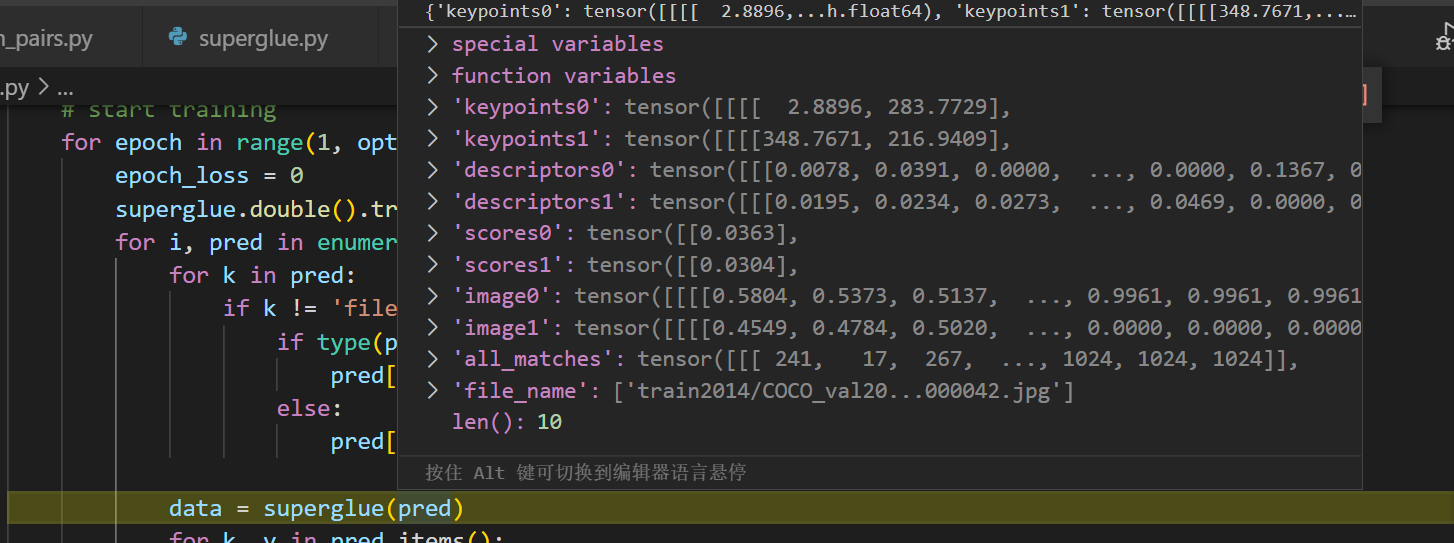 n_pairs.py superglue.py
.py > ...
# start training
for epoch in range(1, opt
epoch_loss = 0
superglue.double().tr
for i, pred in enumer
for k in pred:
if k != 'file
if type(p
pred[
else:
pred[
data = superglue(pred)
for k, v in pred.items():
{'keypoints0': tensor([[[[  2.8896,...h.float64), 'keypoints1': tensor([[[[348.7671,...…
> special variables
> function variables
> 'keypoints0': tensor([[[[  2.8896, 283.7729],
> 'keypoints1': tensor([[[[348.7671, 216.9409],
> 'descriptors0': tensor([[[0.0078, 0.0391, 0.0000,  ..., 0.0000, 0.1367, 0
> 'descriptors1': tensor([[[0.0195, 0.0234, 0.0273,  ..., 0.0469, 0.0000, 0
> 'scores0': tensor([[0.0363],
> 'scores1': tensor([[0.0304],
> 'image0': tensor([[[[0.5804, 0.5373, 0.5137,  ..., 0.9961, 0.9961, 0.9961
> 'image1': tensor([[[[0.4549, 0.4784, 0.5020,  ..., 0.0000, 0.0000, 0.0000
> 'all_matches': tensor([[[ 241,   17,  267,  ..., 1024, 1024, 1024]],
> 'file_name': ['train2014/COCO_val20...000042.jpg']
len(): 10
按住 Alt 键可切换到编辑器语言悬停
]